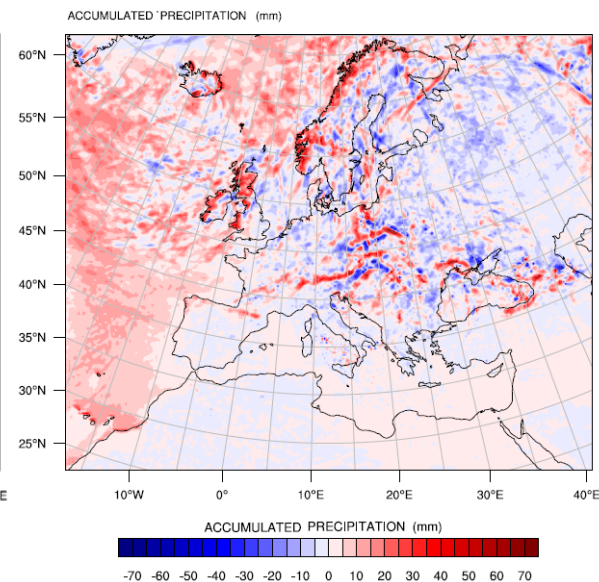 ACCUMULATED PRECIPITATION (mm)
60°N
55°N
50°N
45°N
40°N
35°N
30°N
25°N
E
10°W 0° 10°E 20°E 30°E 40°E
ACCUMULATED PRECIPITATION (mm)
-70 -60 -50 -40 -30 -20 -10 0 10 20 30 40 50 60 70